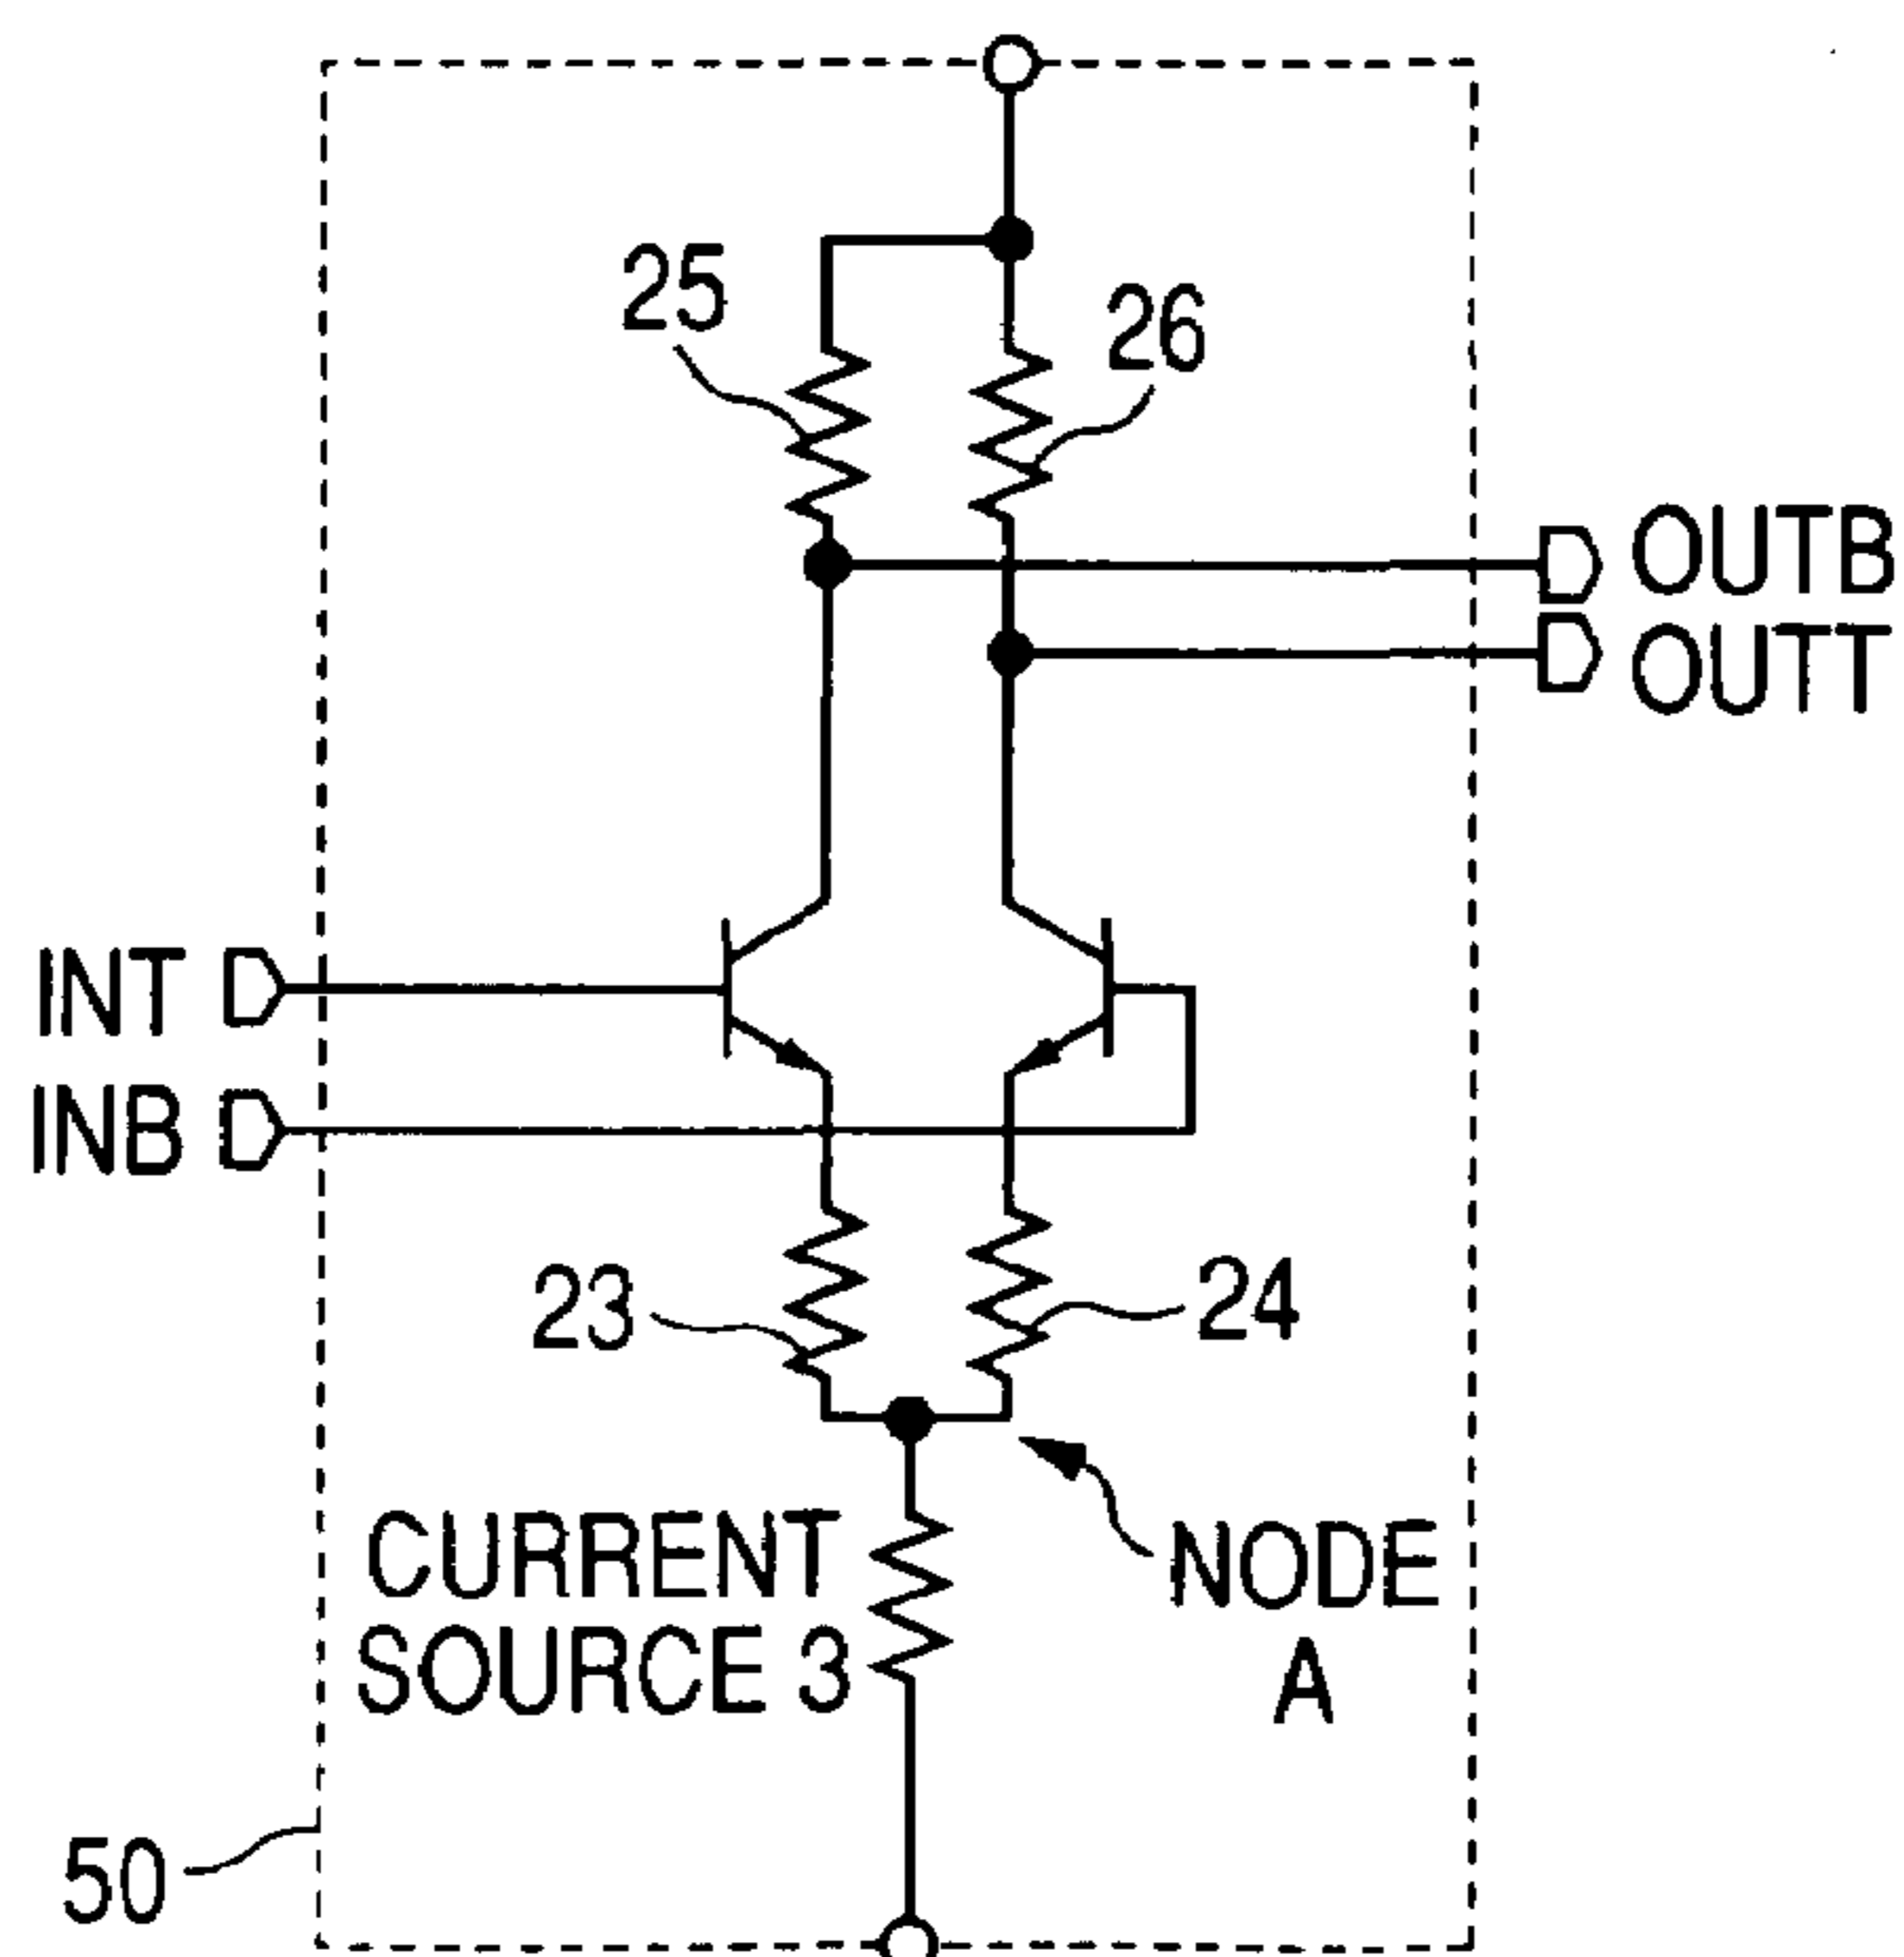 25
26
OUTB
OUTT
INT
INB
23
24
CURRENT
SOURCE 3
NODE
A
50